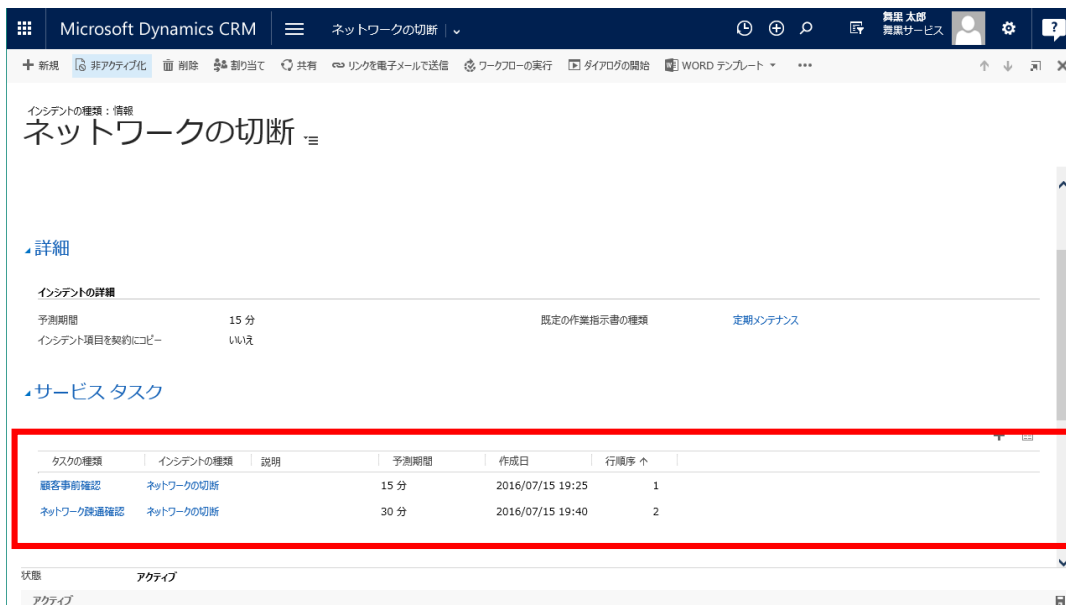 Microsoft Dynamics CRM ネットワークの切断 舞黒 太郎 舞黒サービス ?
新規 非アクティブ化 削除 割り当て 共有 リンクを電子メールで送信 ワークフローの実行 ダイアログの開始 WORD テンプレート ...
インシデントの種類 : 情報
ネットワークの切断
詳細
インシデントの詳細
予測期間 15 分 既定の作業指示書の種類 定期メンテナンス
インシデント項目を契約にコピー いいえ
サービス タスク
タスクの種類 インシデントの種類 説明 予測期間 作成日 行順序 ↑
顧客事前確認 ネットワークの切断 15 分 2016/07/15 19:25 1
ネットワーク疎通確認 ネットワークの切断 30 分 2016/07/15 19:40 2
状態 アクティブ
アクティブ